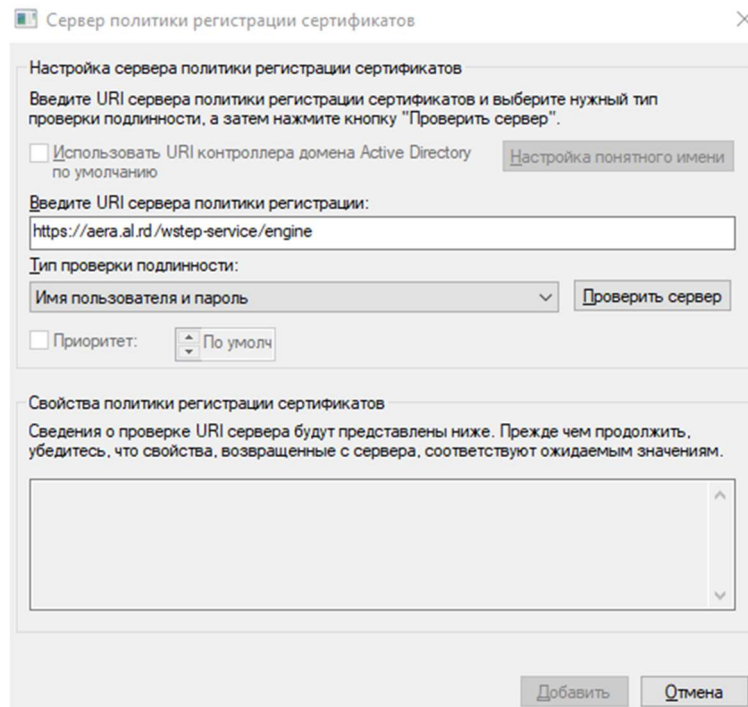 Сервер политики регистрации сертификатов
Настройка сервера политики регистрации сертификатов
Введите URI сервера политики регистрации сертификатов и выберите нужный тип
проверки подлинности, а затем нажмите кнопку "Проверить сервер".
Использовать URI контроллера домена Active Directory
по умолчанию
Настройка понятного имени
Введите URI сервера политики регистрации:
https://aera.al.rd/wstep-service/engine
Тип проверки подлинности:
Имя пользователя и пароль
Проверить сервер
Приоритет:
По умолч
Свойства политики регистрации сертификатов
Сведения о проверке URI сервера будут представлены ниже. Прежде чем продолжить,
убедитесь, что свойства, возвращенные с сервера, соответствуют ожидаемым значениям.
Добавить
Отмена